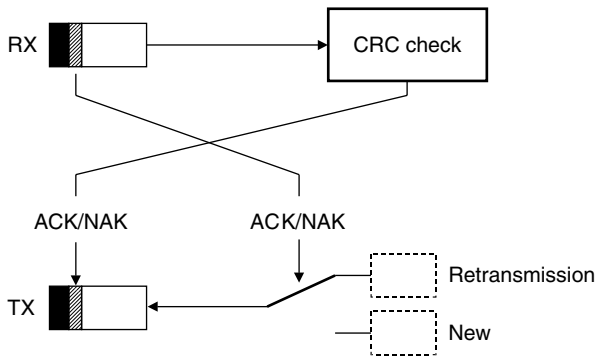 RX
CRC check
ACK/NAK
ACK/NAK
Retransmission
TX
New